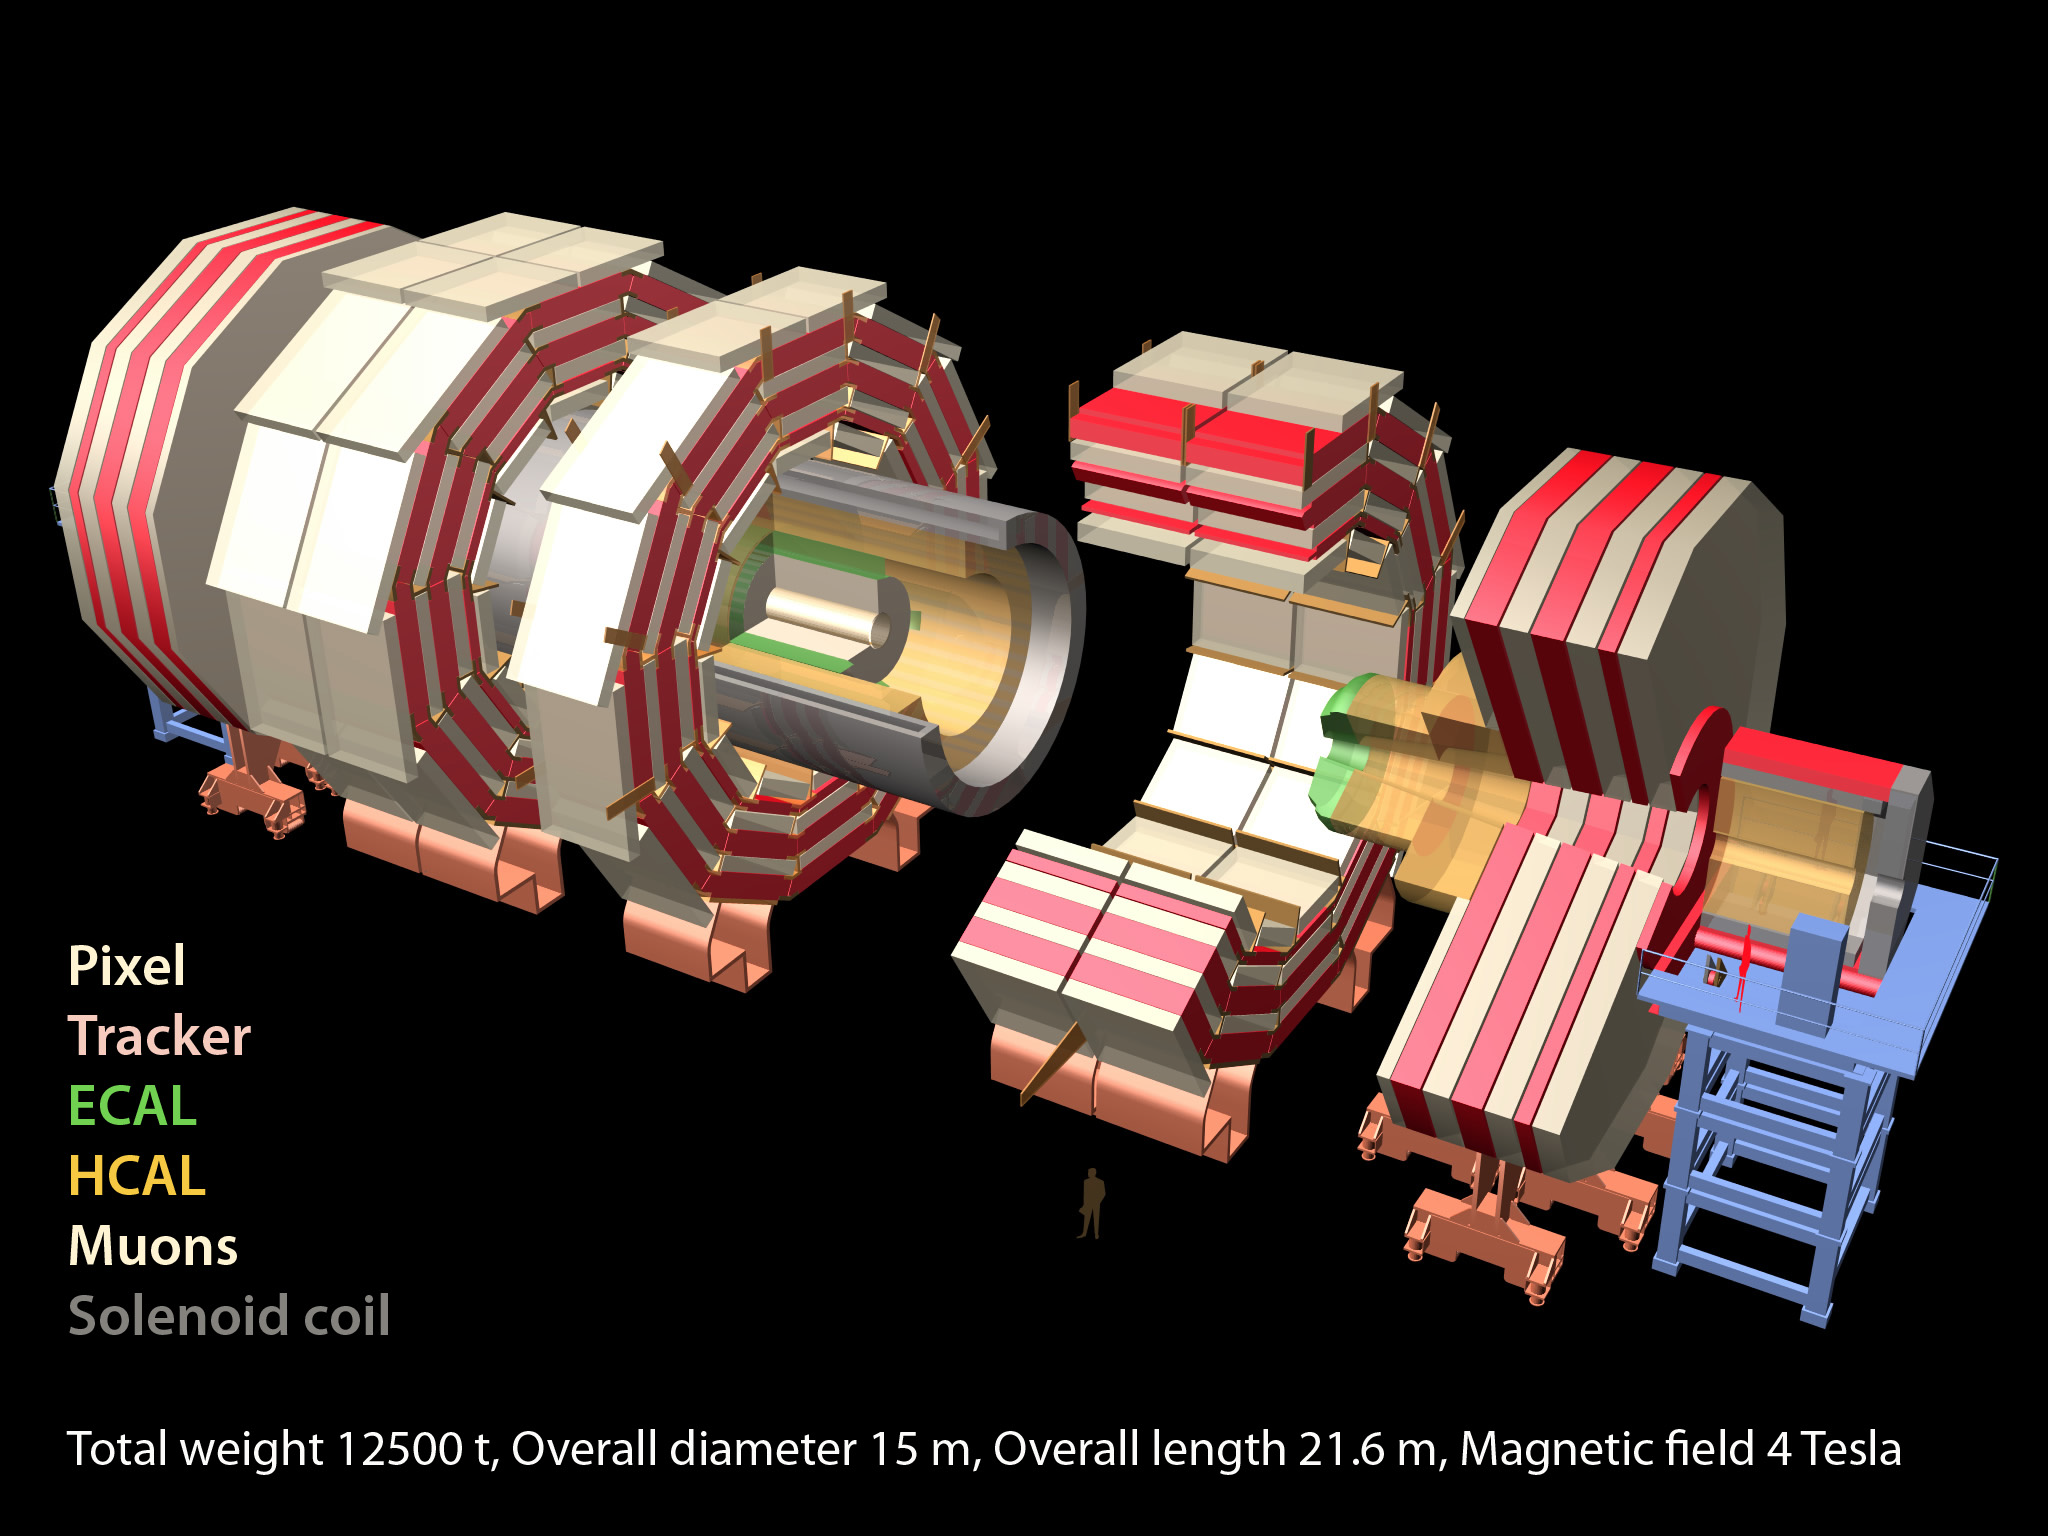 Pixel
Tracker
ECAL
HCAL
Muons
Solenoid coil
Total weight 12500 t, Overall diameter 15 m, Overall length 21.6 m, Magnetic field 4 Tesla